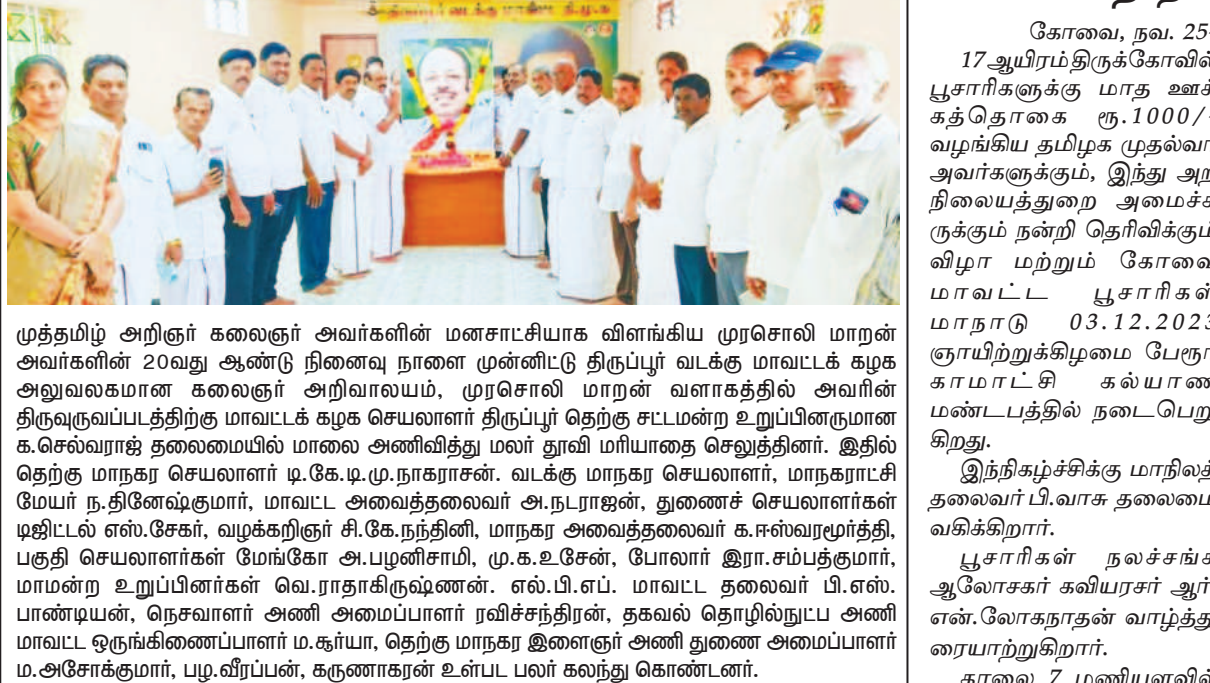 முத்தமிழ் அறிஞர் கலைஞர் அவர்களின் மனசாட்சியாக விளங்கிய முரசொலி மாறன்
அவர்களின் 20வது ஆண்டு நினைவு நாளை முன்னிட்டு திருப்பூர் வடக்கு மாவட்டக் கழக
அலுவலகமான கலைஞர் அறிவாலயம், முரசொலி மாறன் வளாகத்தில் அவரின்
திருவுருவப்படத்திற்கு மாவட்டக் கழக செயலாளர் திருப்பூர் தெற்கு சட்டமன்ற உறுப்பினருமான
க.செல்வராஜ் தலைமையில் மாலை அணிவித்து மலர் தூவி மரியாதை செலுத்தினர். இதில்
தெற்கு மாநகர செயலாளர் டி.கே.டி.மு.நாகராசன். வடக்கு மாநகர செயலாளர், மாநகராட்சி
மேயர் ந.தினேஷ்குமார், மாவட்ட அவைத்தலைவர் அ.நடராஜன், துணைச் செயலாளர்கள்
டிஜிட்டல் எஸ்.சேகர், வழக்கறிஞர் சி.கே.நந்தினி, மாநகர அவைத்தலைவர் க.ஈஸ்வரமூர்த்தி,
பகுதி செயலாளர்கள் மேங்கோ அ.பழனிசாமி, மு.க.உசேன், போலார் இரா.சம்பத்குமார்,
மாமன்ற உறுப்பினர்கள் வெ.ராதாகிருஷ்ணன். எல்.பி.எப். மாவட்ட தலைவர் பி.எஸ்.
பாண்டியன், நெசவாளர் அணி அமைப்பாளர் ரவிச்சந்திரன், தகவல் தொழில்நுட்ப அணி
மாவட்ட ஒருங்கிணைப்பாளர் ம.சூர்யா, தெற்கு மாநகர இளைஞர் அணி துணை அமைப்பாளர்
ம.அசோக்குமார், பழ.வீரப்பன், கருணாகரன் உள்பட பலர் கலந்து கொண்டனர்.
கோவை, நவ. 25-
17ஆயிரம்திருக்கோவில்
பூசாரிகளுக்கு மாத ஊக்
கத்தொகை ரூ.1000/-
வழங்கிய தமிழக முதல்வர்
அவர்களுக்கும், இந்து அற
நிலையத்துறை அமைச்ச
ருக்கும் நன்றி தெரிவிக்கும்
விழா மற்றும் கோவை
மாவட்ட பூசாரிகள்
மாநாடு 03.12.2023
ஞாயிற்றுக்கிழமை பேரூர்
காமாட்சி கல்யாண
மண்டபத்தில் நடைபெறு
கிறது.
இந்நிகழ்ச்சிக்கு மாநிலத்
தலைவர் பி.வாசு தலைமை
வகிக்கிறார்.
பூசாரிகள் நலச்சங்க
ஆலோசகர் கவியரசர் ஆர்.
என்.லோகநாதன் வாழ்த்து
ரையாற்றுகிறார்.
காலை 7 மணியளவில்